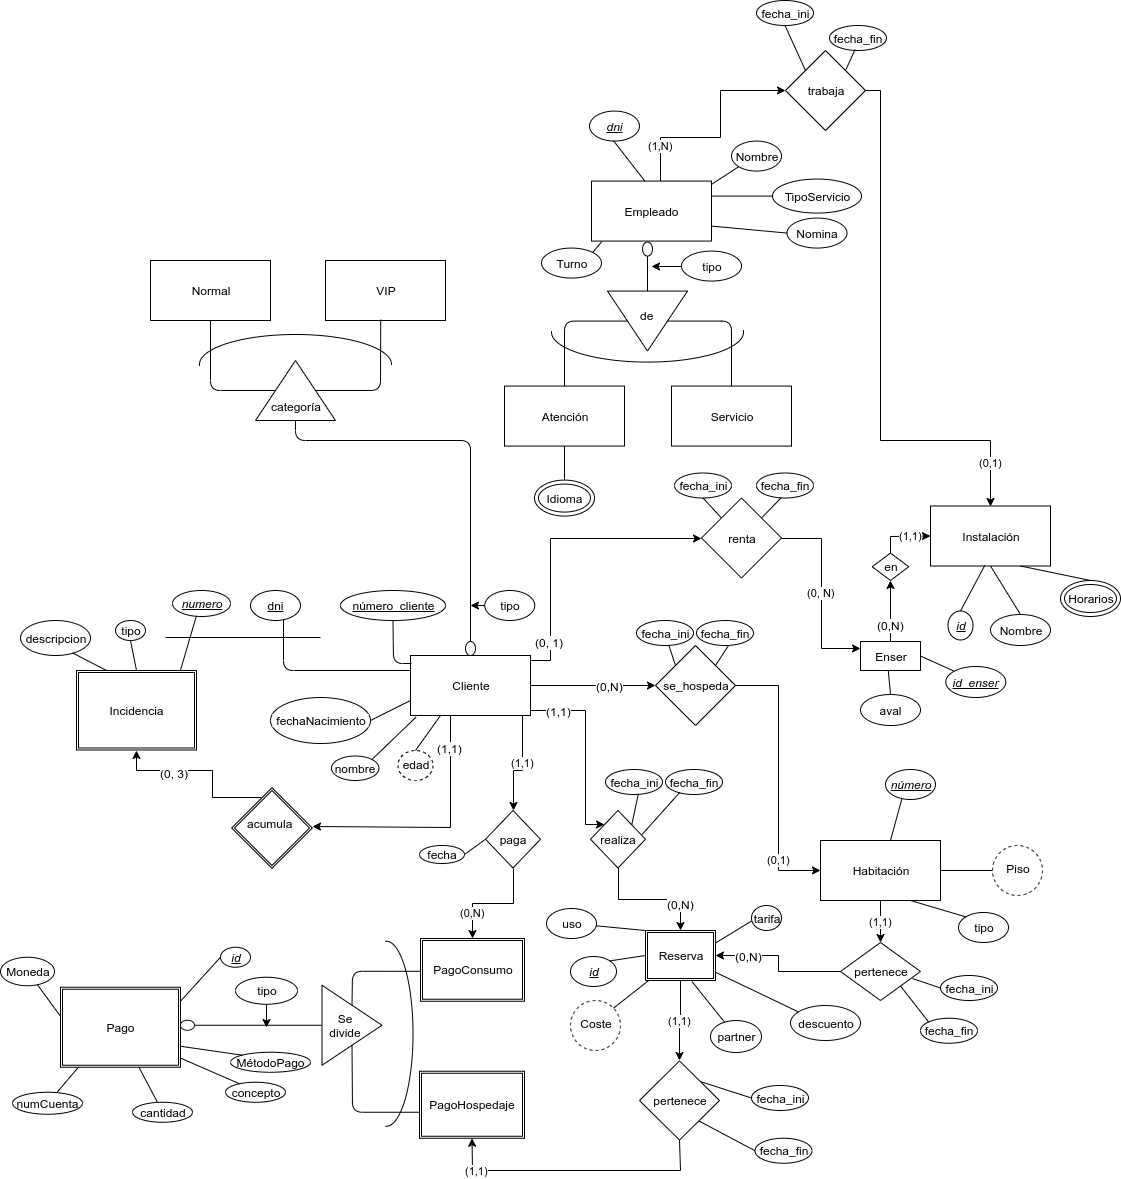 fecha_ini
fecha_fin
trabaja
dni
(1,N)
Nombre
TipoServicio
Empleado
Nomina
Turno
tipo
Normal
VIP
de
categoría
Atención
Servicio
(0,1)
Idioma
fecha_ini
fecha_fin
renta
Instalación
(1,1)
en
(0, N)
Horarios
(0,N)
id
Nombre
numero
dni
número_cliente
tipo
descripcion
tipo
(0, 1)
fecha_ini
fecha_fin
Enser
id_enser
aval
Cliente
(0,N)
se_hospeda
Incidencia
fechaNacimiento
(1,1)
nombre
edad
(1,1)
(1,1)
(0, 3)
fecha_ini
fecha_fin
número
acumula
paga
realiza
fecha
(0,1)
Habitación
Piso
(0,N)
(0,N)
uso
tarifa
(1,1)
tipo
Reserva
(0,N)
id
Moneda
id
PagoConsumo
pertenece
fecha_ini
tipo
Coste
(1,1)
descuento
fecha_fin
partner
Pago
Se
divide
MétodoPago
concepto
numCuenta
cantidad
PagoHospedaje
pertenece
fecha_ini
fecha_fin
(1,1)